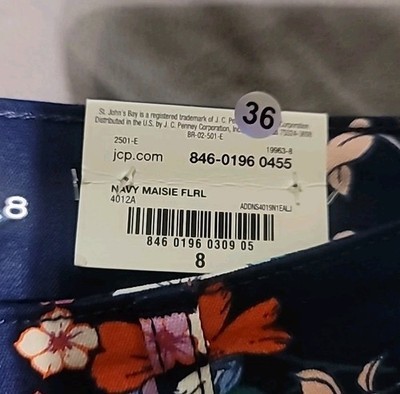 36
St. John's Bay is a registered trademark of J. C. Corporation
Distributed in the U.S. by J. C. Penney Corporation, Inc.
BR-02-501-E
2501-E 19963-8
jcp.com 846-0196 0455
NAVY MAISIE FLRL
4012A
8
846 0196 0309 05
8